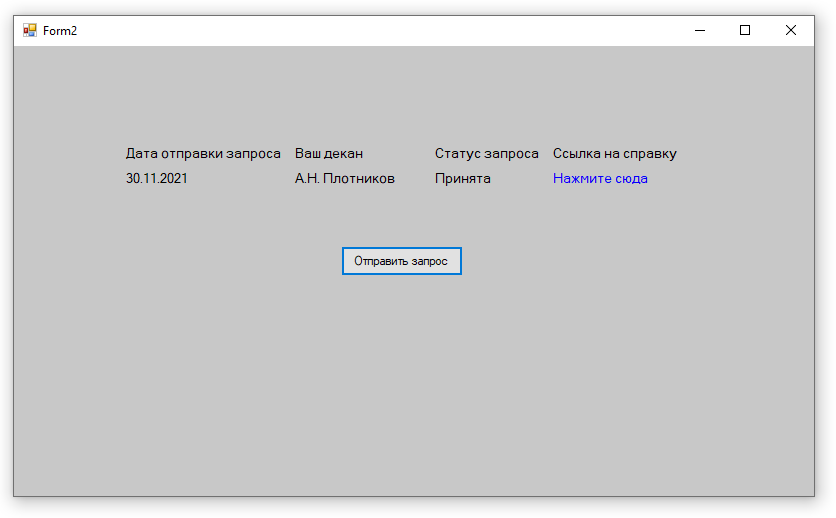 Form2
Дата отправки запроса Ваш декан Статус запроса Ссылка на справку
30.11.2021 А.Н. Плотников Принята Нажмите сюда
Отправить запрос